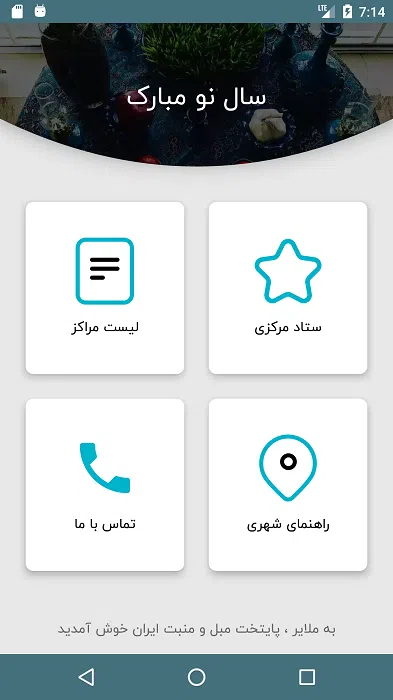 LTE 7:14
سال نو مبارک
ستاد مرکزی
لیست مراکز
راهنمای شهری
تماس با ما
به ملایر ، پایتخت مبل و منبت ایران خوش آمدید